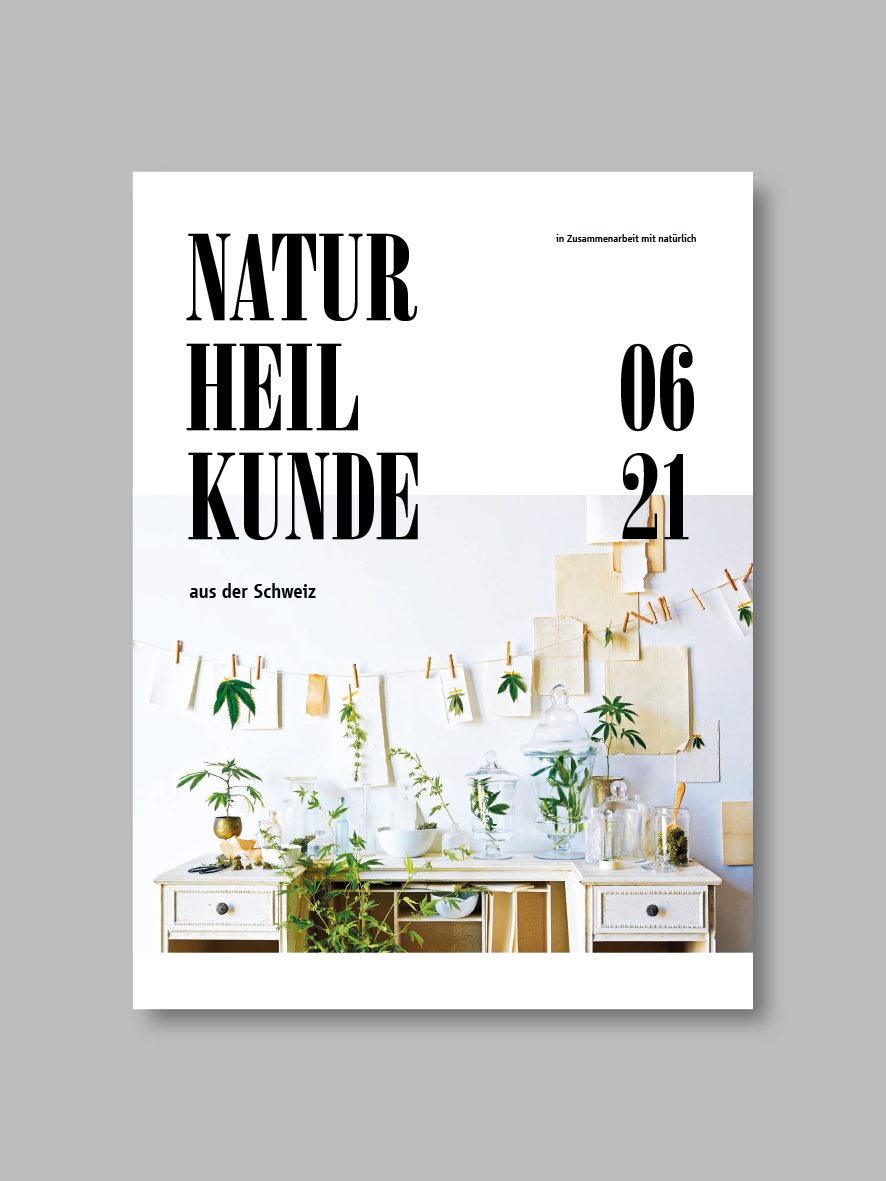 NATUR
in Zusammenarbeit mit natürlich
HEIL
06
KUNDE
21
aus der Schweiz